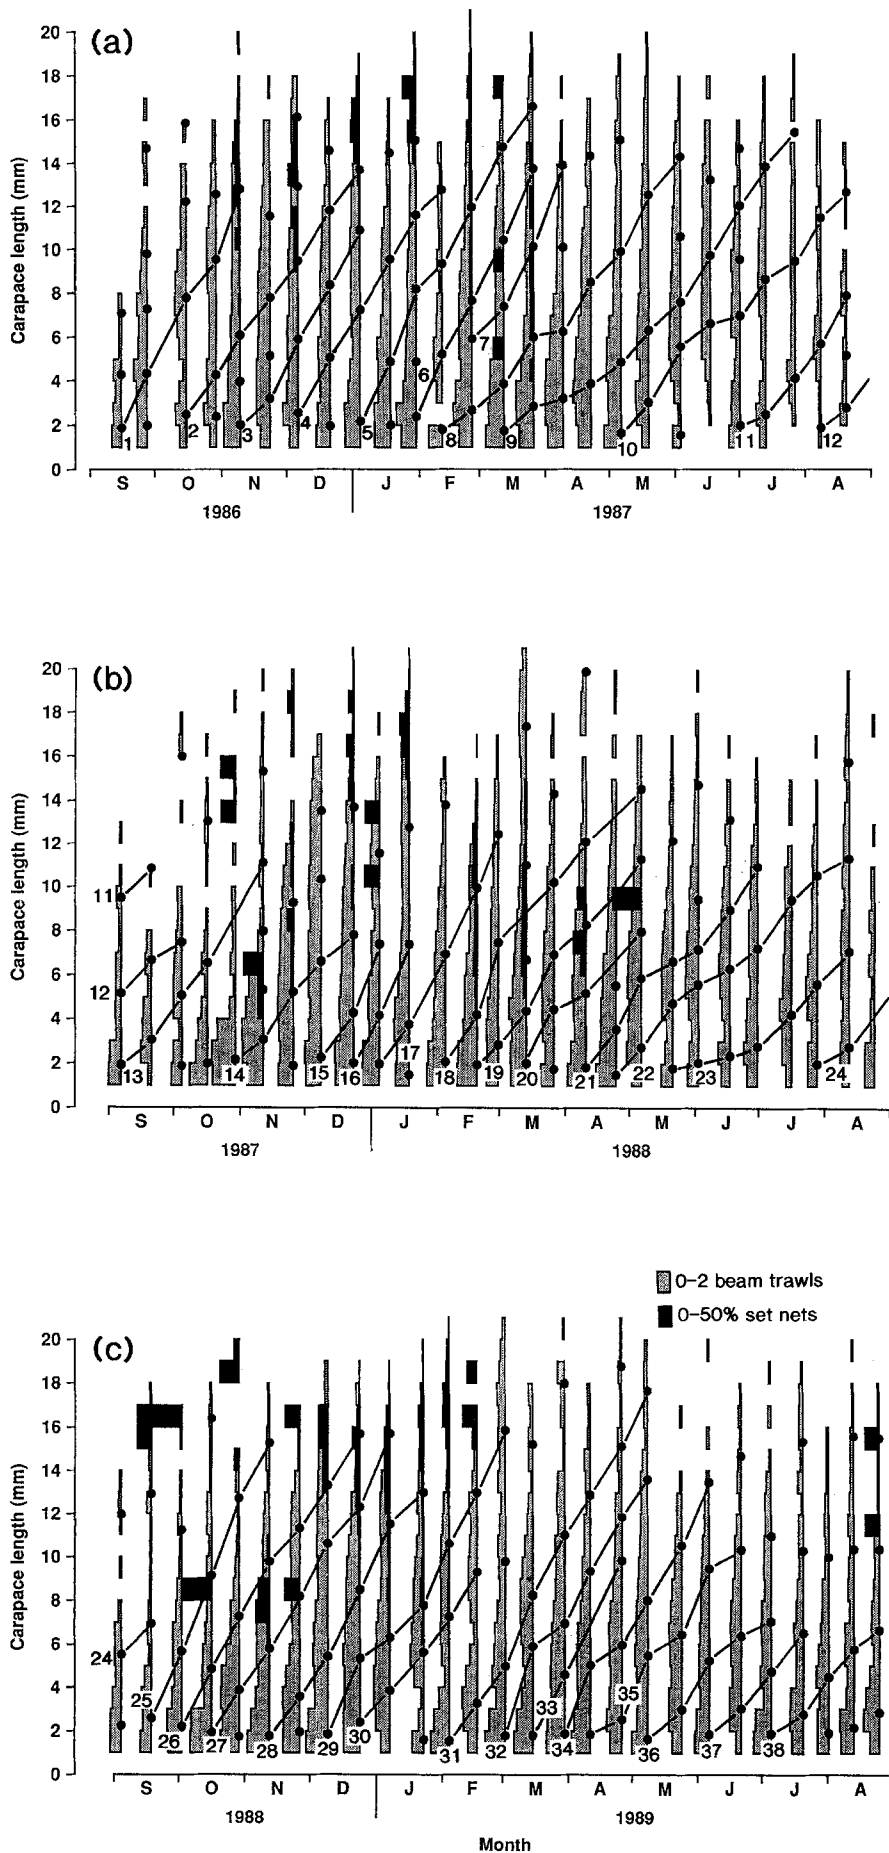 (a)
20
18
16
14
12
10
8
6
4
2
0
Carapace length (mm)
1 2 3 4 5 6 7 8 9 10 11 12
S O N D J F M A M J J A
1986 1987
(b)
20
18
16
14
12
10
8
6
4
2
0
Carapace length (mm)
11
12
13 14 15 16 17 18 19 20 21 22 23 24
S O N D J F M A M J J A
1987 1988
0–2 beam trawls
0–50% set nets
(c)
20
18
16
14
12
10
8
6
4
2
0
Carapace length (mm)
24
25 26 27 28 29 30 31 32 33 34 35 36 37 38
S O N D J F M A M J J A
1988 1989
Month